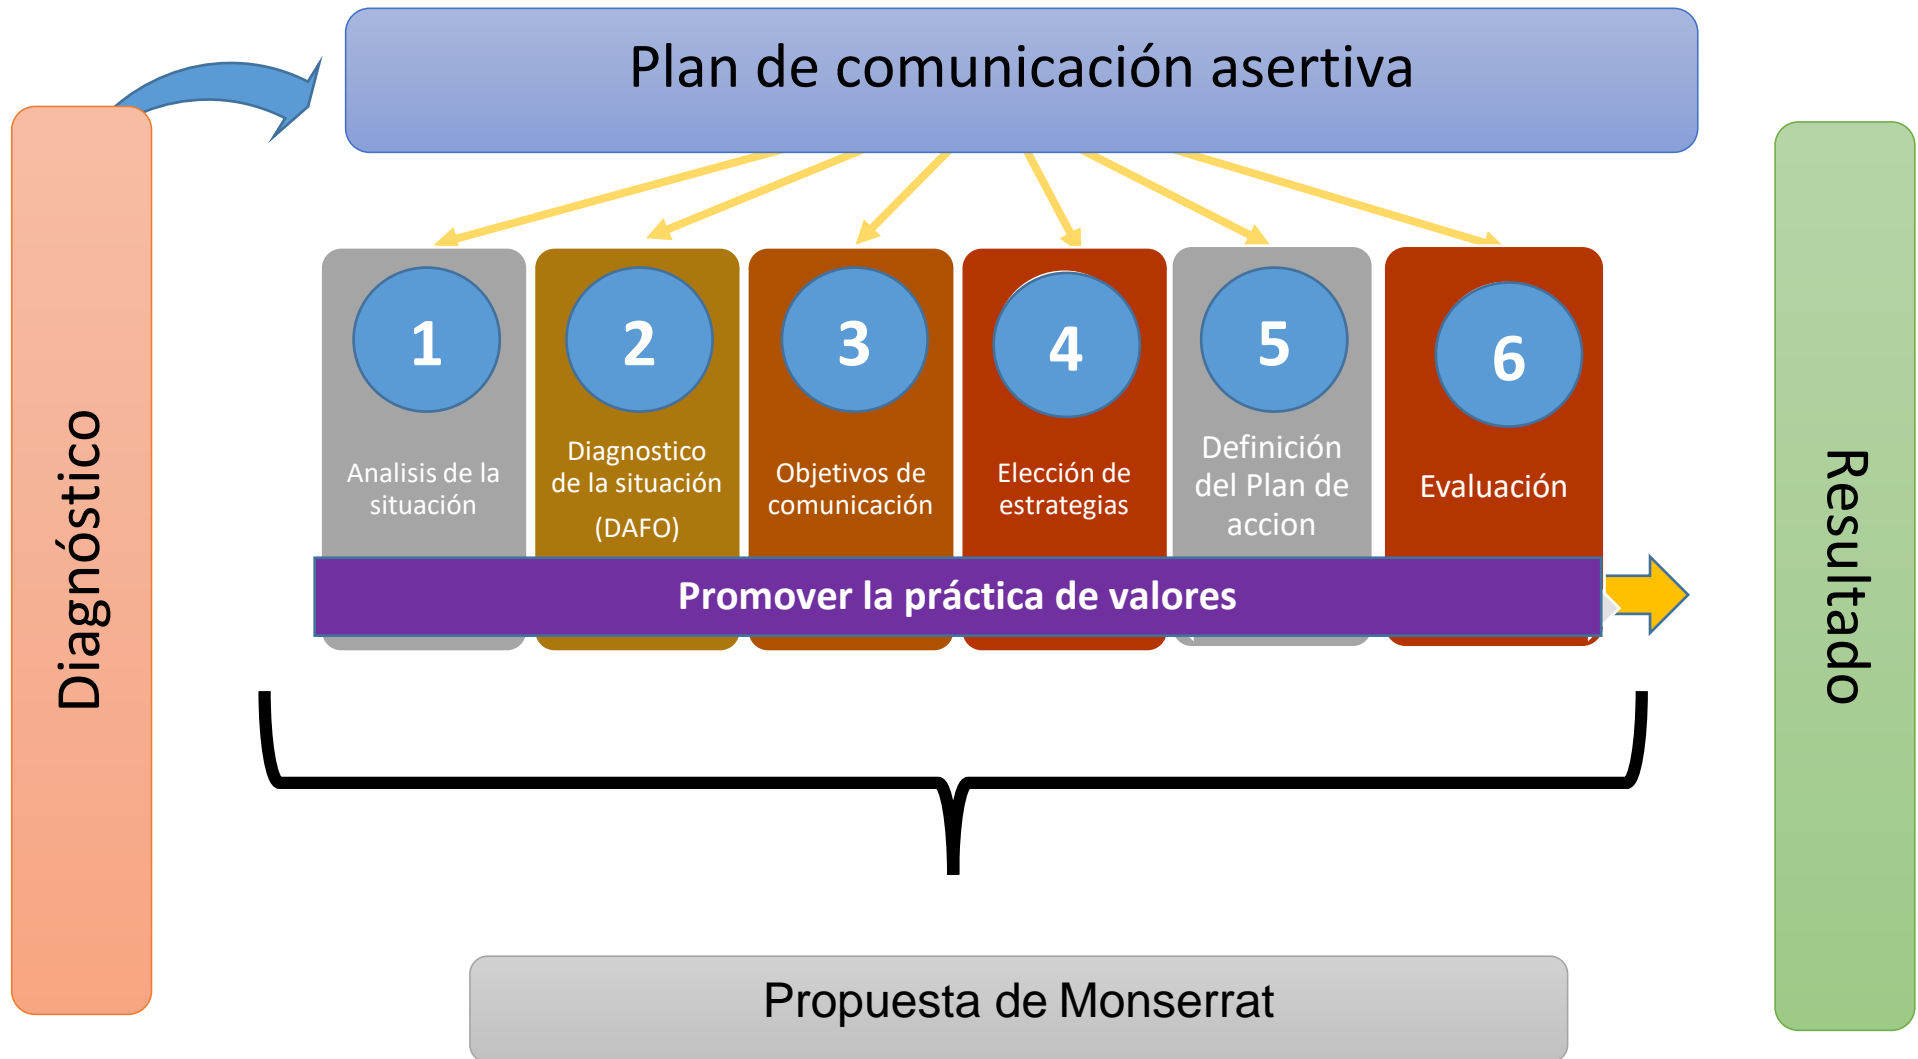 Plan de comunicación asertiva
Diagnóstico
1
Analisis de la
situación
2
Diagnostico
de la situación
(DAFO)
3
Objetivos de
comunicación
4
Elección de
estrategias
5
Definición
del Plan de
accion
6
Evaluación
Promover la práctica de valores
Resultado
Propuesta de Monserrat